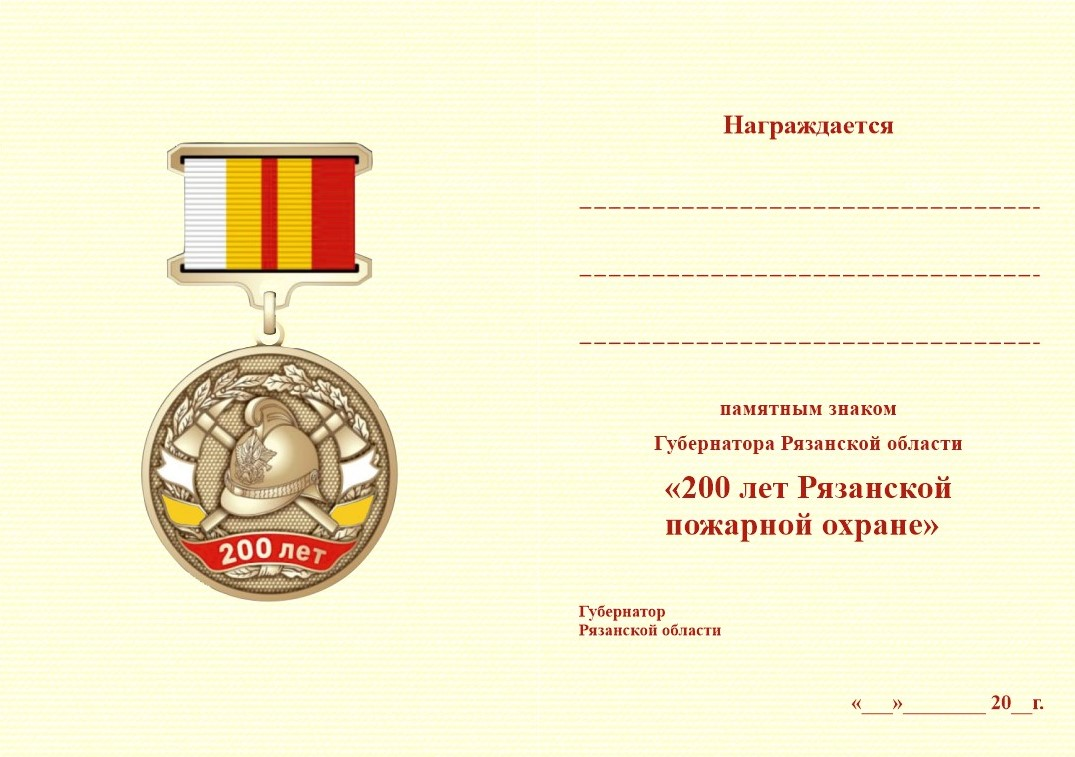 200 лет
Награждается
памятным знаком
Губернатора Рязанской области
«200 лет Рязанской
пожарной охране»
Губернатор
Рязанской области
«___»________ 20__г.